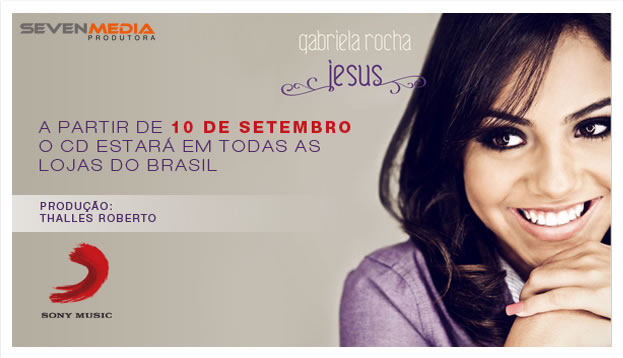 SEVENMEDIA
PRODUTORA
gabriela rocha
jesus
A PARTIR DE 10 DE SETEMBRO
O CD ESTARÁ EM TODAS AS
LOJAS DO BRASIL
PRODUÇÃO:
THALLES ROBERTO
SONY MUSIC